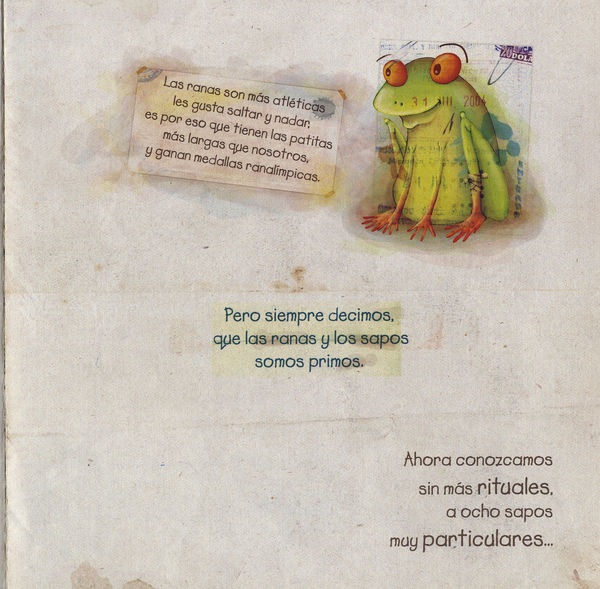 Las ranas son más atléticas
les gusta saltar y nadar,
es por eso que tienen las patitas
más largas que nosotros,
y ganan medallas ranalímpicas.
31 III 2004
Pero siempre decimos,
que las ranas y los sapos
somos primos.
Ahora conozcamos
sin más rituales,
a ocho sapos
muy particulares...